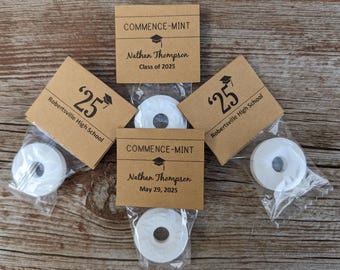 COMMENCE-MINT
Nathan Thompson
Class of 2025
'25
Robertsville High School
'25
Robertsville High School
COMMENCE-MINT
Nathan Thompson
May 29, 2025